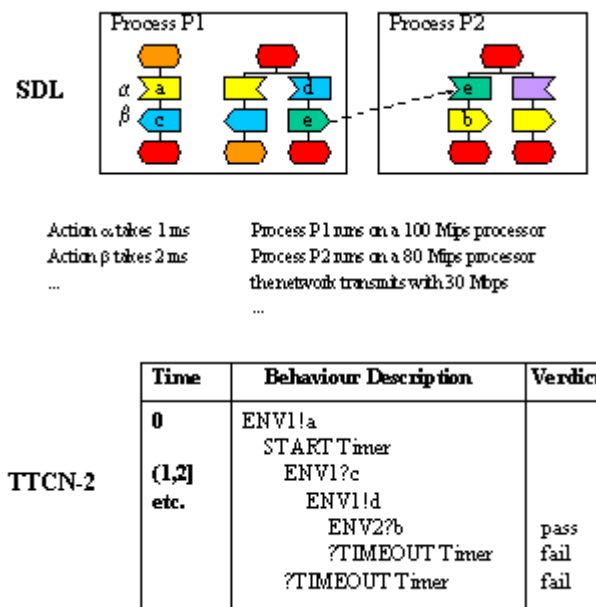 Process P1 Process P2
SDL
α a d e
β c e b
Action α takes 1 ms Process P1 runs on a 100 Mips processor
Action β takes 2 ms Process P2 runs on a 80 Mips processor
... the network transmits with 30 Mbps
...
Time Behaviour Description Verdict
0 ENV1!a
START Timer
(1,2] ENV1?c
TTCN-2
etc. ENV1!d
ENV2?b pass
?TIMEOUT Timer fail
?TIMEOUT Timer fail